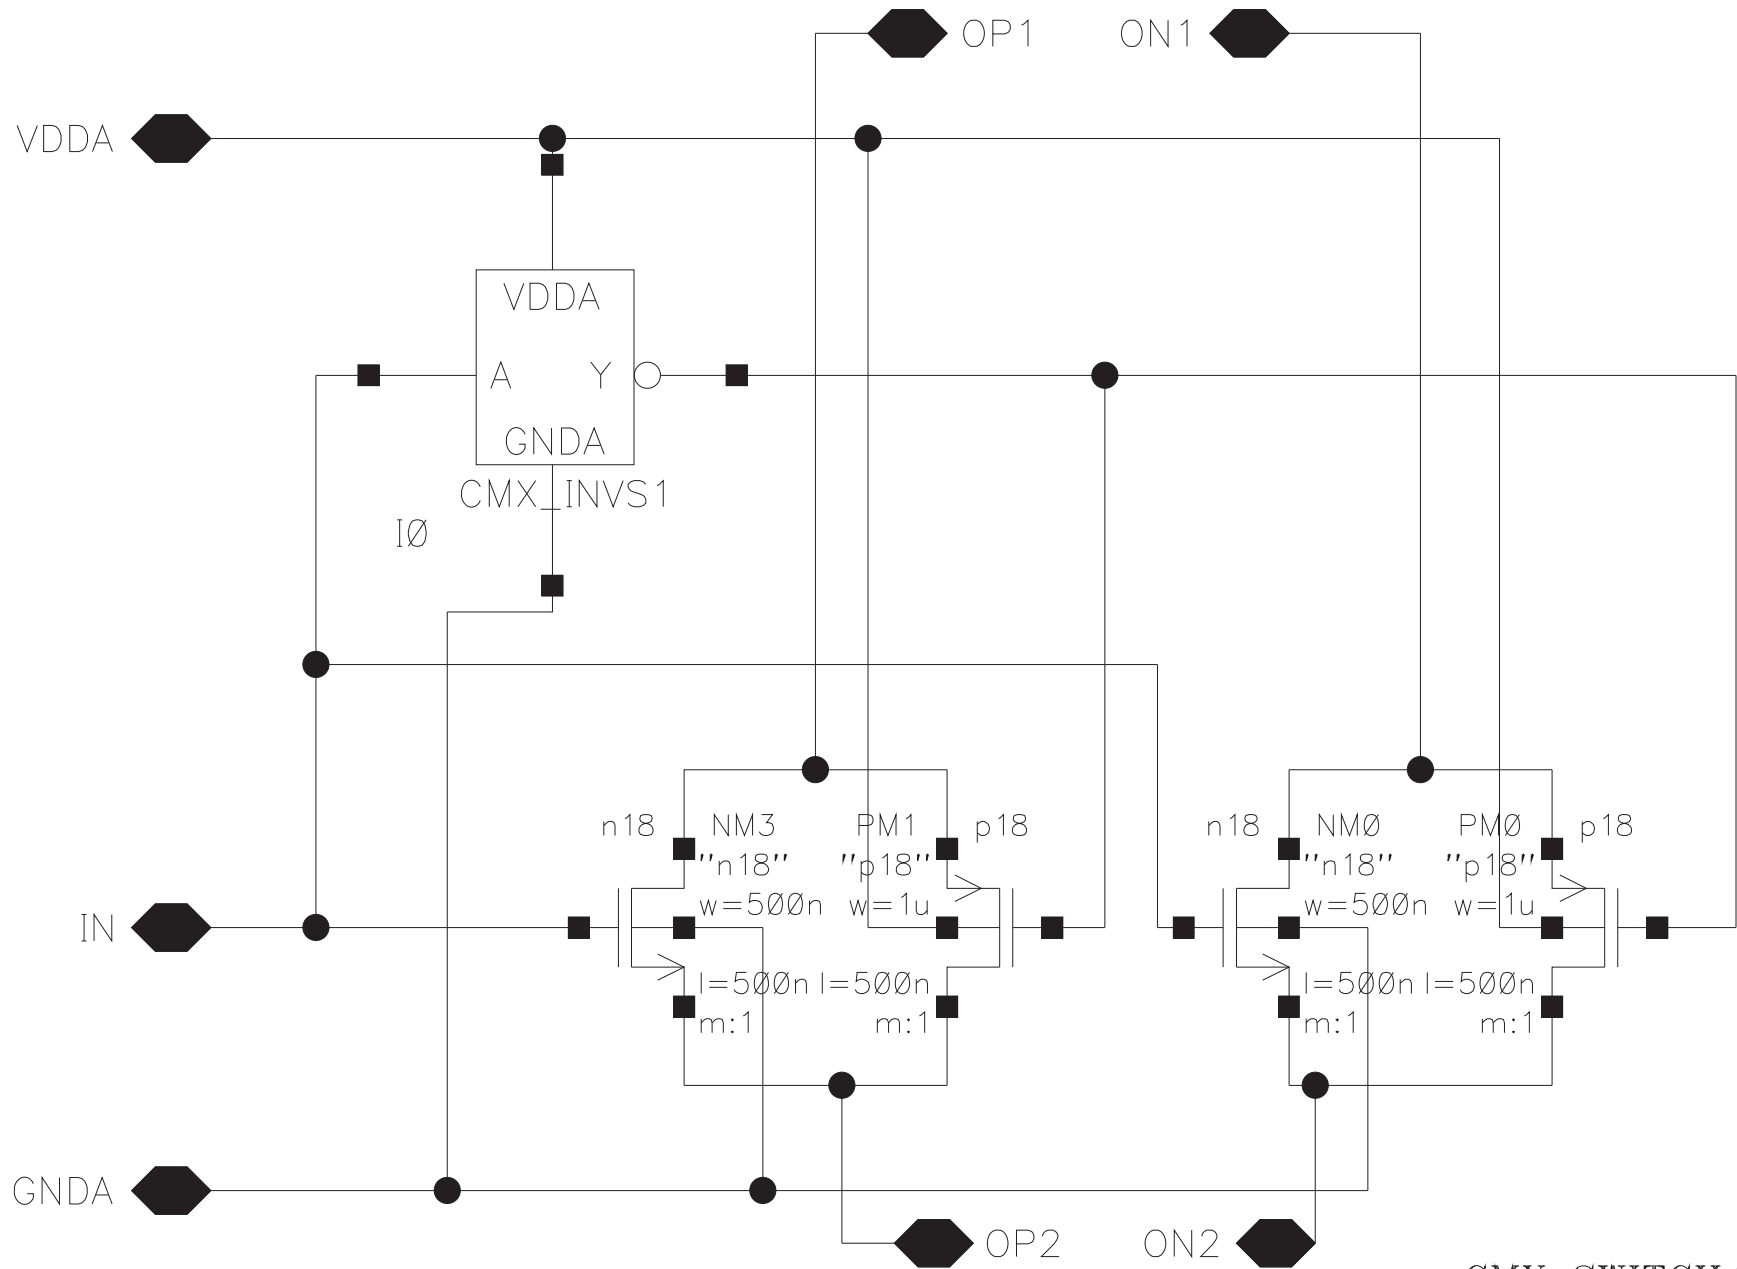 OP1 ON1
VDDA
VDDA
A Y
GNDA
CMX_INVS1
IØ
n18 NM3 PM1 p18 n18 NMØ PMØ p18
"n18" "p18" "n18" "p18"
w=5ØØn w=1u w=5ØØn w=1u
IN
l=5ØØn l=5ØØn l=5ØØn l=5ØØn
m:1 m:1 m:1 m:1
GNDA
OP2 ON2